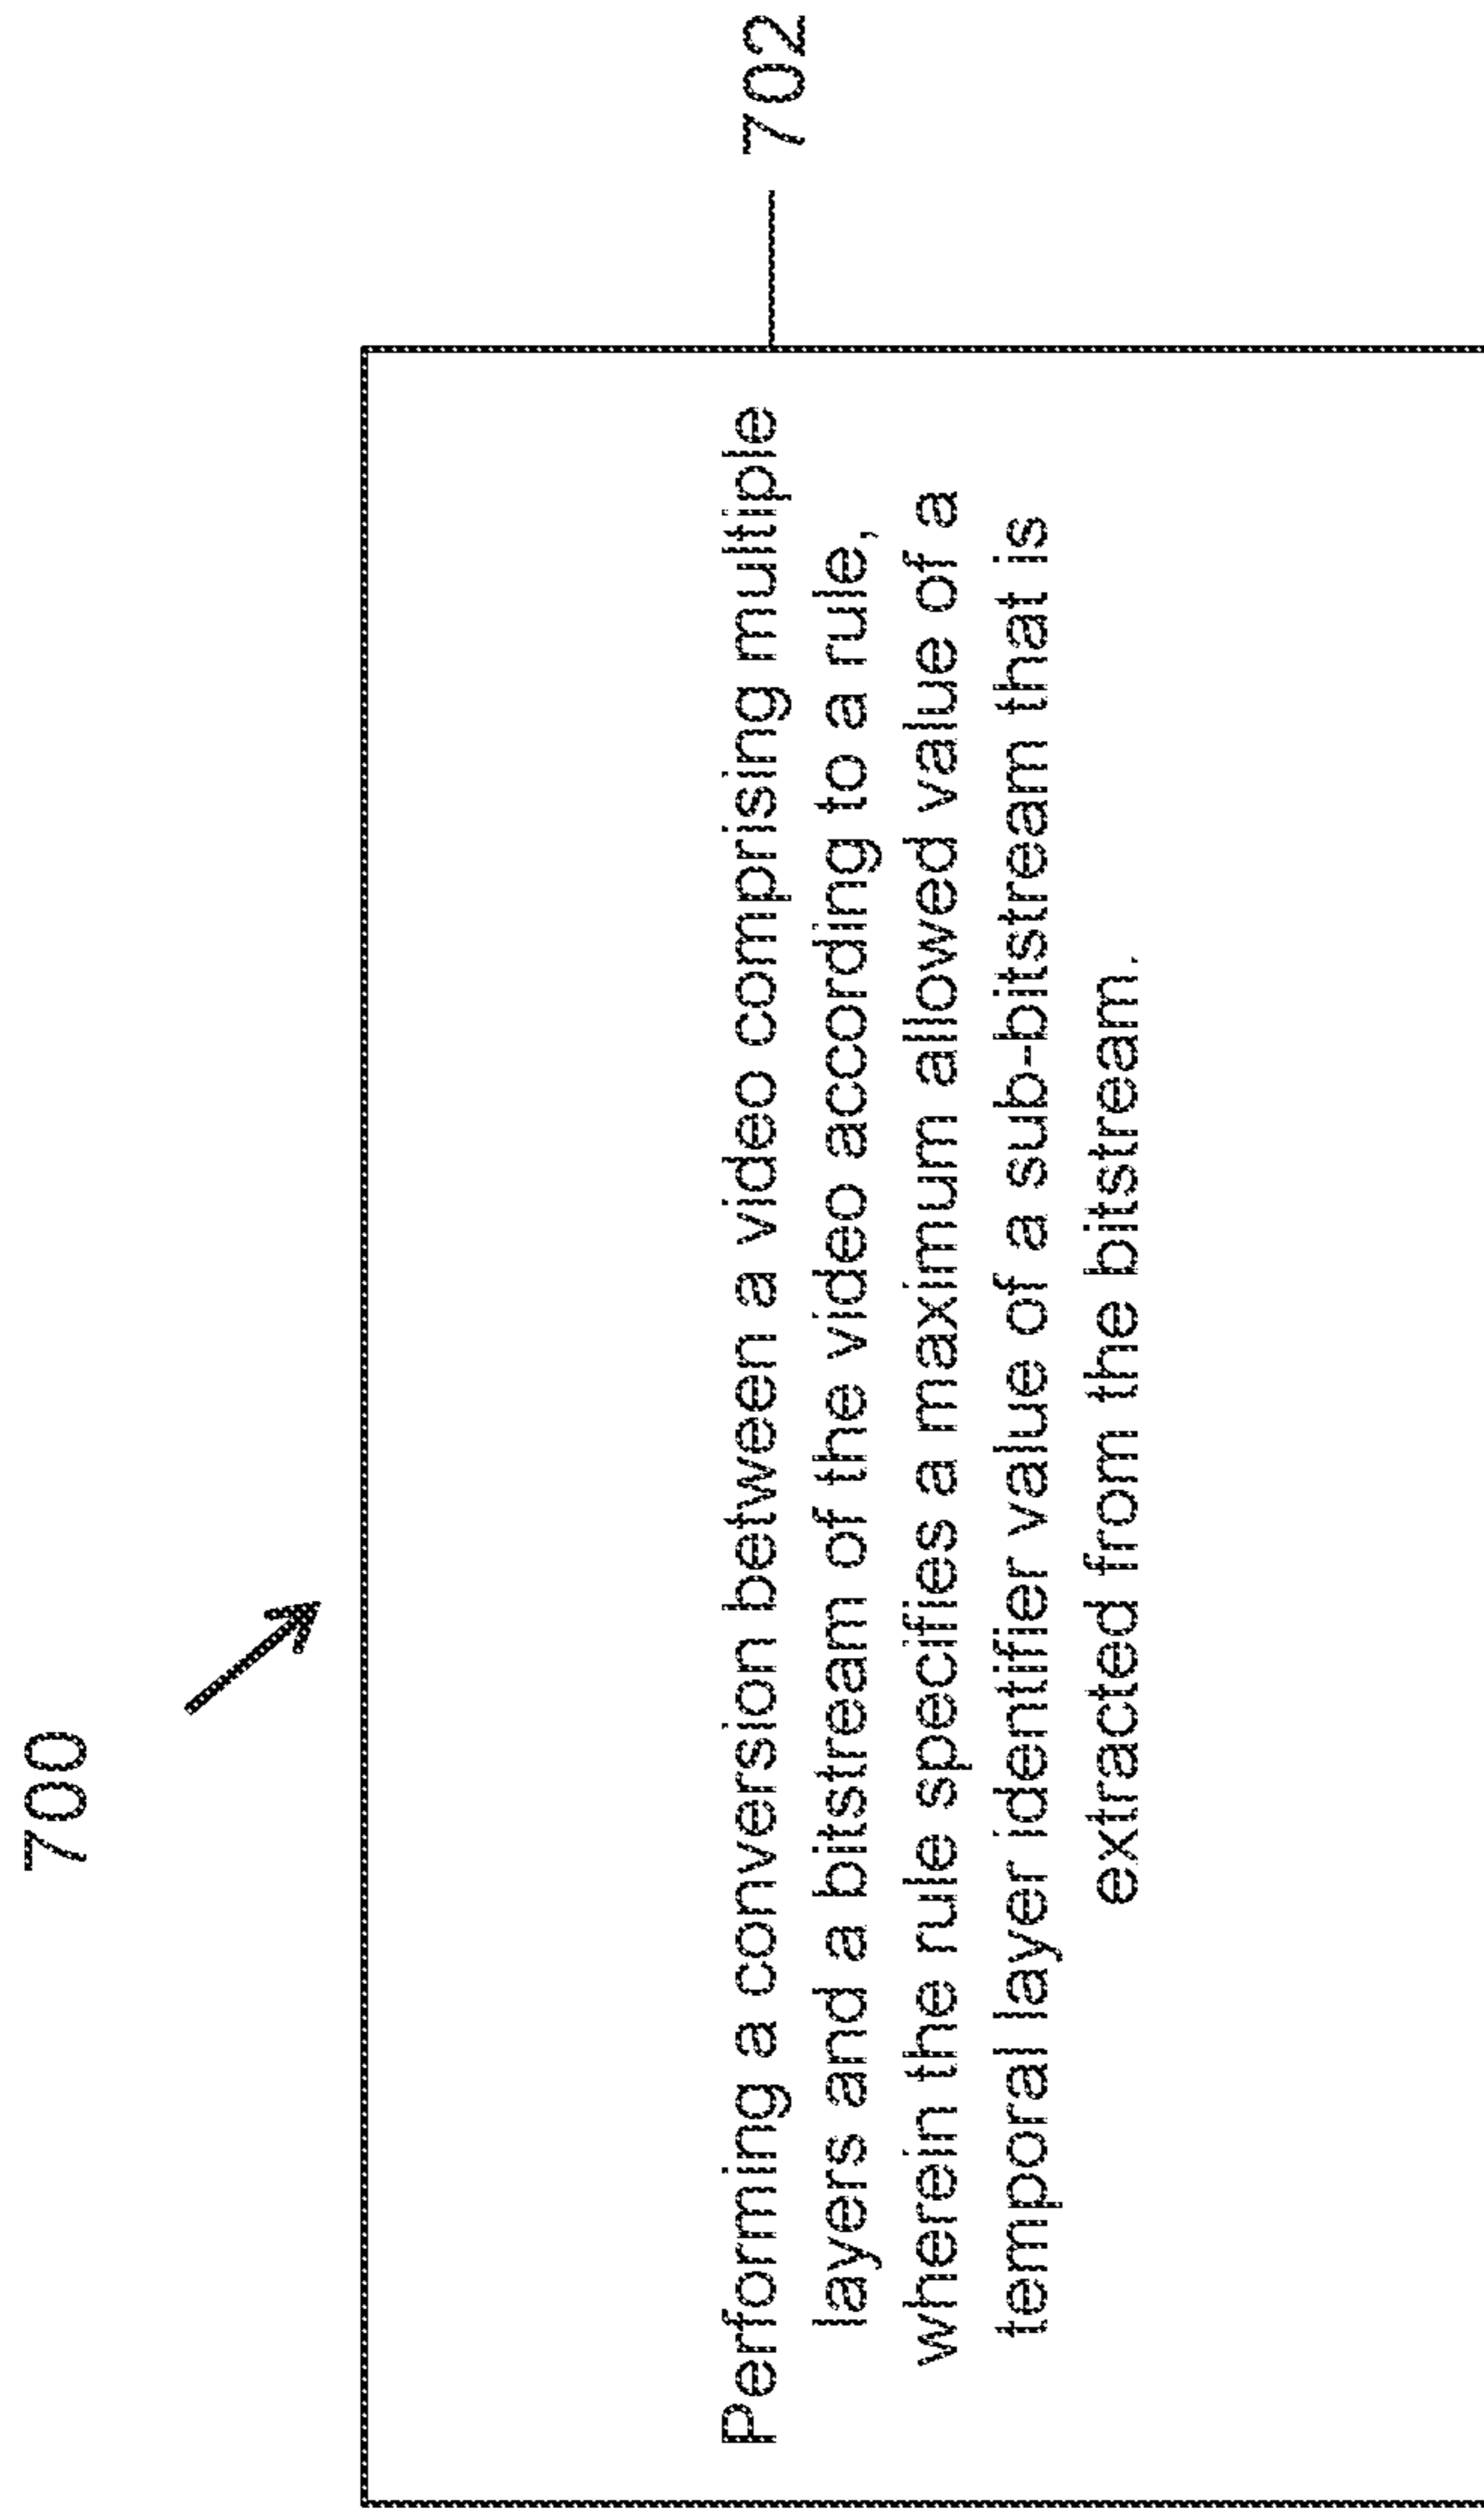 700
Performing a conversion between a video comprising multiple
layers and a bitstream of the video according to a rule,
wherein the rule specifies a maximum allowed value of a
temporal layer identifier value of a sub-bitstream that is
extracted from the bitstream.
702